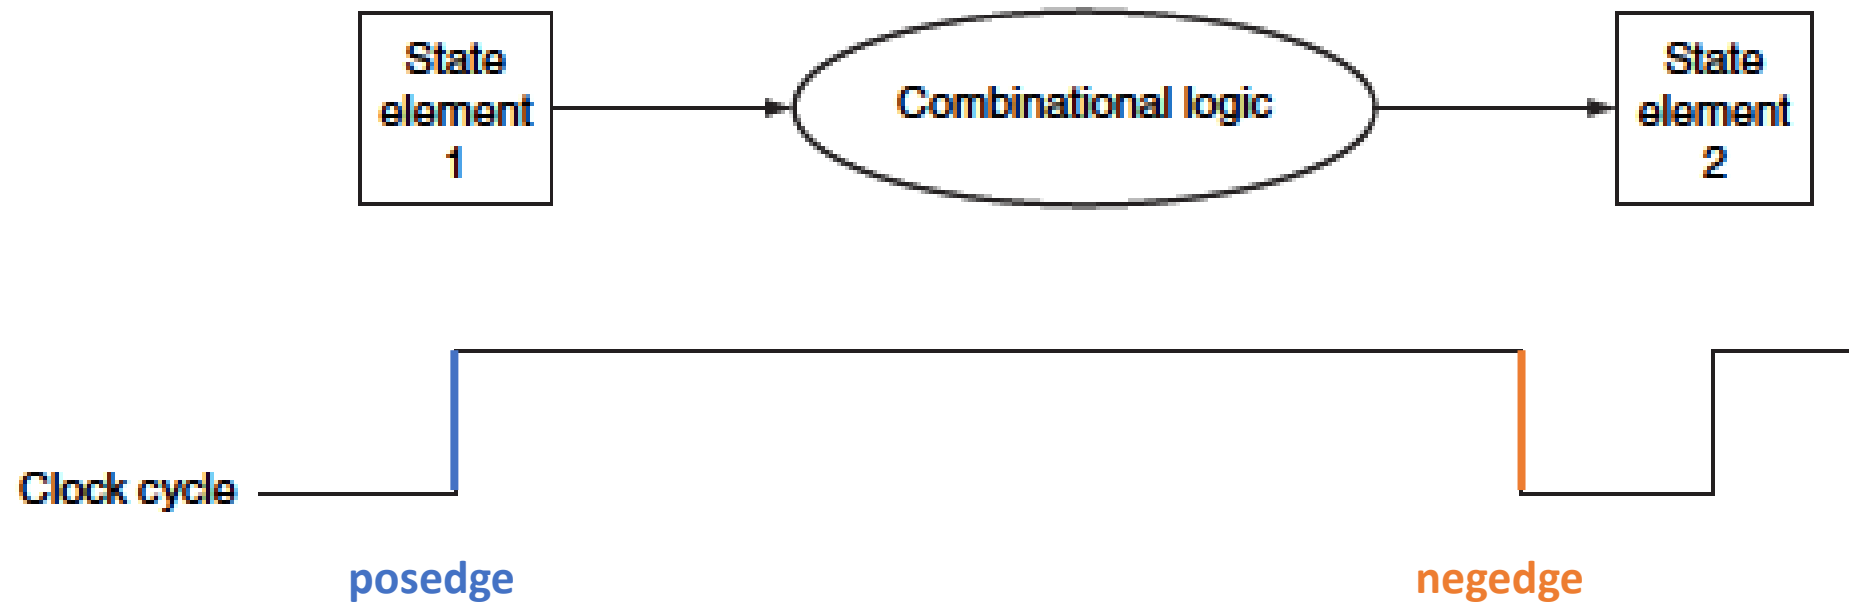 State
element
1
Combinational logic
State
element
2
Clock cycle
posedge
negedge